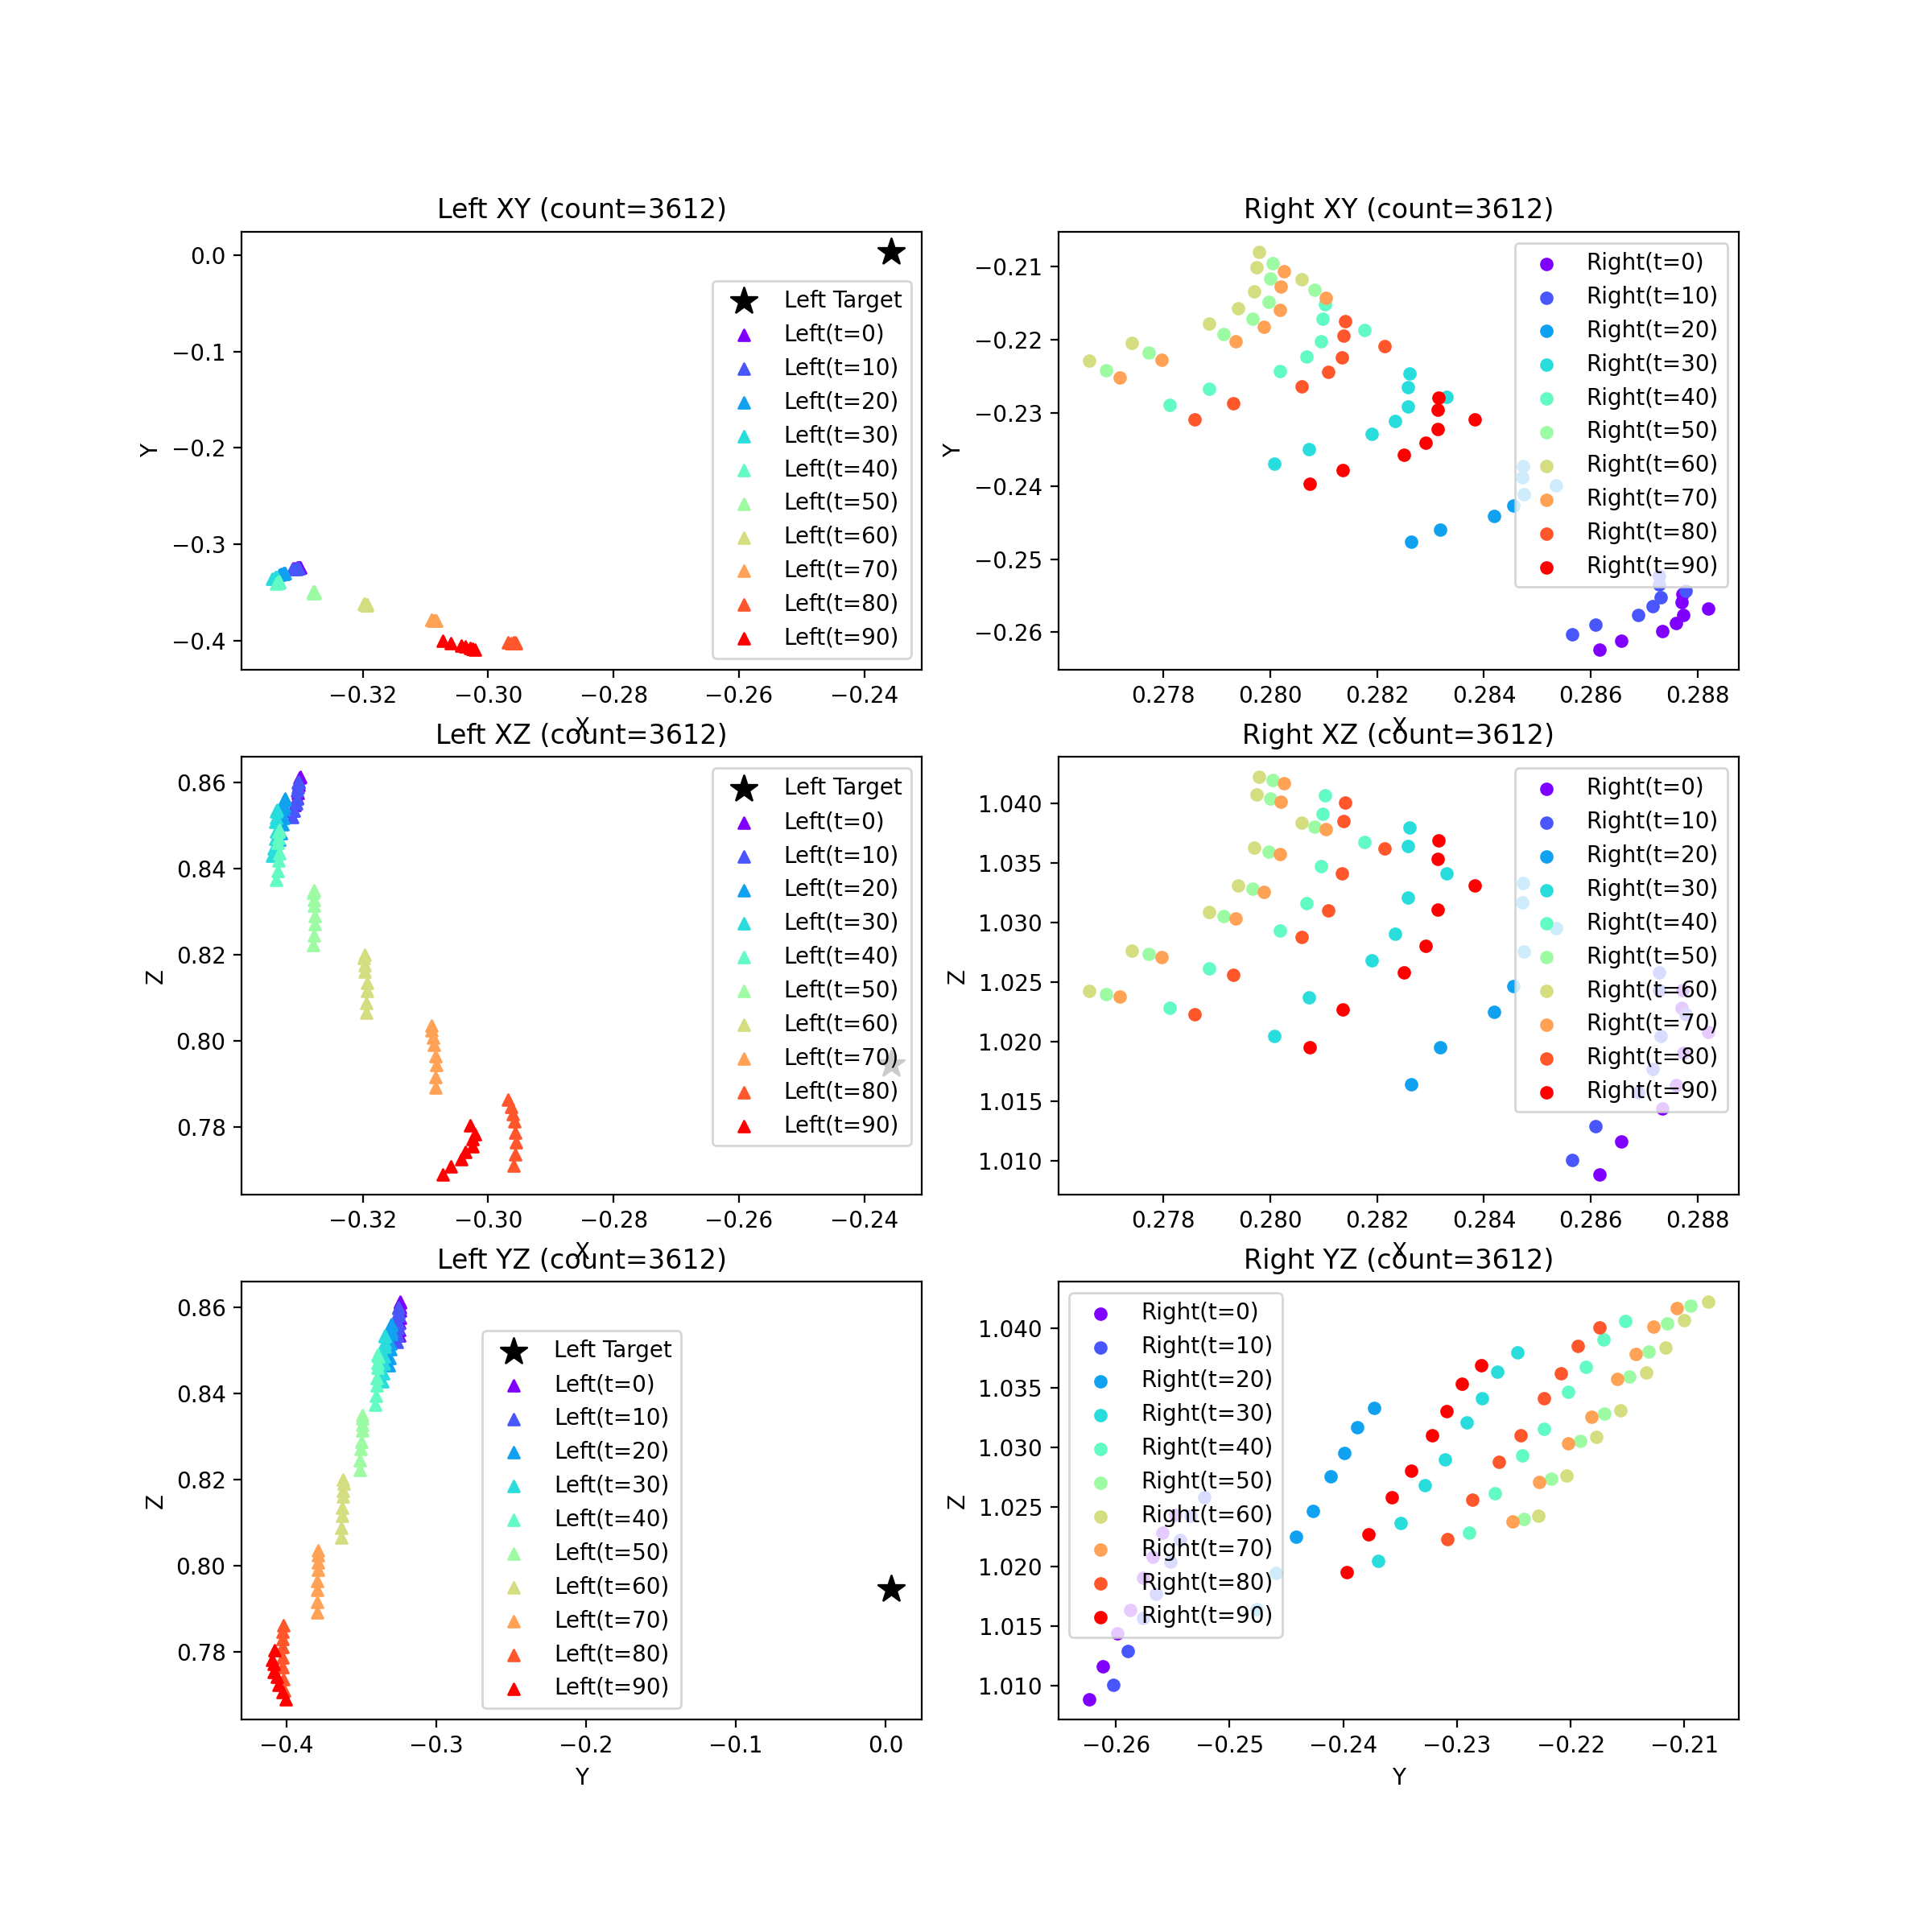 Left XY (count=3612)
0.0
−0.1
−0.2
−0.3
−0.4
Y
Left Target
Left(t=0)
Left(t=10)
Left(t=20)
Left(t=30)
Left(t=40)
Left(t=50)
Left(t=60)
Left(t=70)
Left(t=80)
Left(t=90)
−0.32 −0.30 −0.28 −0.26 −0.24
X
Right XY (count=3612)
−0.21
−0.22
−0.23
−0.24
−0.25
−0.26
Y
Right(t=0)
Right(t=10)
Right(t=20)
Right(t=30)
Right(t=40)
Right(t=50)
Right(t=60)
Right(t=70)
Right(t=80)
Right(t=90)
0.278 0.280 0.282 0.284 0.286 0.288
X
Left XZ (count=3612)
0.86
0.84
0.82
0.80
0.78
Z
Left Target
Left(t=0)
Left(t=10)
Left(t=20)
Left(t=30)
Left(t=40)
Left(t=50)
Left(t=60)
Left(t=70)
Left(t=80)
Left(t=90)
−0.32 −0.30 −0.28 −0.26 −0.24
X
Right XZ (count=3612)
1.040
1.035
1.030
1.025
1.020
1.015
1.010
Z
Right(t=0)
Right(t=10)
Right(t=20)
Right(t=30)
Right(t=40)
Right(t=50)
Right(t=60)
Right(t=70)
Right(t=80)
Right(t=90)
0.278 0.280 0.282 0.284 0.286 0.288
X
Left YZ (count=3612)
0.86
0.84
0.82
0.80
0.78
Z
Left Target
Left(t=0)
Left(t=10)
Left(t=20)
Left(t=30)
Left(t=40)
Left(t=50)
Left(t=60)
Left(t=70)
Left(t=80)
Left(t=90)
−0.4 −0.3 −0.2 −0.1 0.0
Y
Right YZ (count=3612)
1.040
1.035
1.030
1.025
1.020
1.015
1.010
Z
Right(t=0)
Right(t=10)
Right(t=20)
Right(t=30)
Right(t=40)
Right(t=50)
Right(t=60)
Right(t=70)
Right(t=80)
Right(t=90)
−0.26 −0.25 −0.24 −0.23 −0.22 −0.21
Y